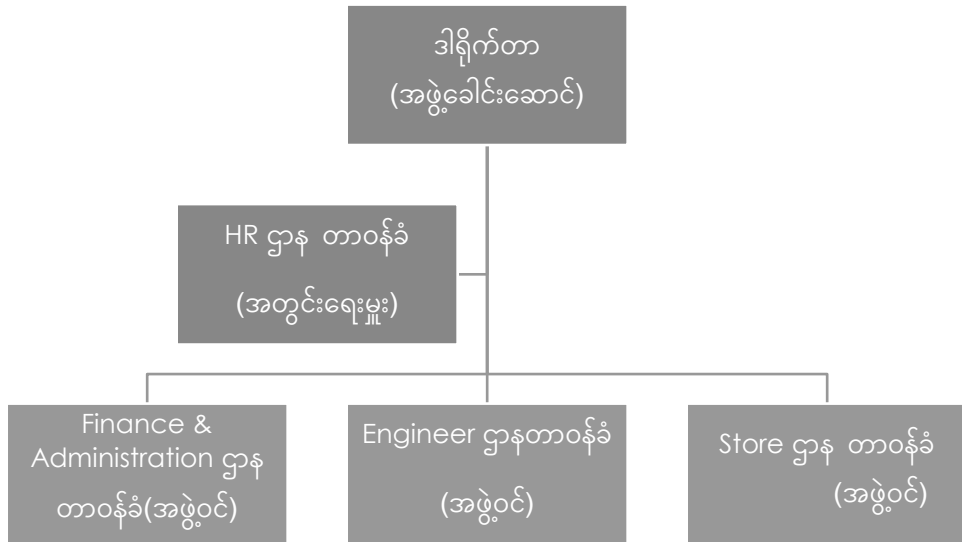 ဒါရိုက်တာ
(အဖွဲ့ခေါင်းဆောင်)
HR ဌာန တာဝန်ခံ
(အတွင်းရေးမှူး)
Finance &
Administration ဌာန
တာဝန်ခံ(အဖွဲ့ဝင်)
Engineer ဌာနတာဝန်ခံ
(အဖွဲ့ဝင်)
Store ဌာန တာဝန်ခံ
(အဖွဲ့ဝင်)